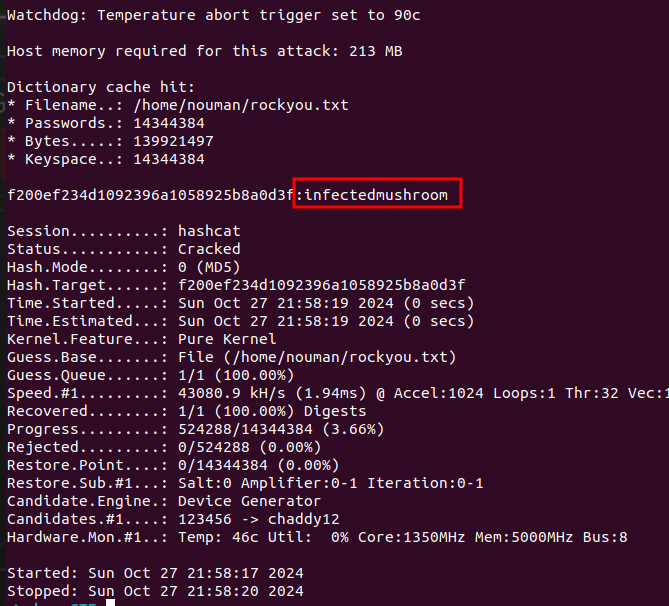 Watchdog: Temperature abort trigger set to 90c
Host memory required for this attack: 213 MB
Dictionary cache hit:
* Filename..: /home/nouman/rockyou.txt
* Passwords.: 14344384
* Bytes.....: 139921497
* Keyspace..: 14344384
f200ef234d1092396a1058925b8a0d3f:infectedmushroom
Session..........: hashcat
Status...........: Cracked
Hash.Mode........: 0 (MD5)
Hash.Target......: f200ef234d1092396a1058925b8a0d3f
Time.Started.....: Sun Oct 27 21:58:19 2024 (0 secs)
Time.Estimated...: Sun Oct 27 21:58:19 2024 (0 secs)
Kernel.Feature...: Pure Kernel
Guess.Base.......: File (/home/nouman/rockyou.txt)
Guess.Queue......: 1/1 (100.00%)
Speed.#1.........: 43080.9 kH/s (1.94ms) @ Accel:1024 Loops:1 Thr:32 Vec:1
Recovered........: 1/1 (100.00%) Digests
Progress.........: 524288/14344384 (3.66%)
Rejected.........: 0/524288 (0.00%)
Restore.Point....: 0/14344384 (0.00%)
Restore.Sub.#1...: Salt:0 Amplifier:0-1 Iteration:0-1
Candidate.Engine.: Device Generator
Candidates.#1....: 123456 -> chaddy12
Hardware.Mon.#1..: Temp: 46c Util:  0% Core:1350MHz Mem:5000MHz Bus:8
Started: Sun Oct 27 21:58:17 2024
Stopped: Sun Oct 27 21:58:20 2024